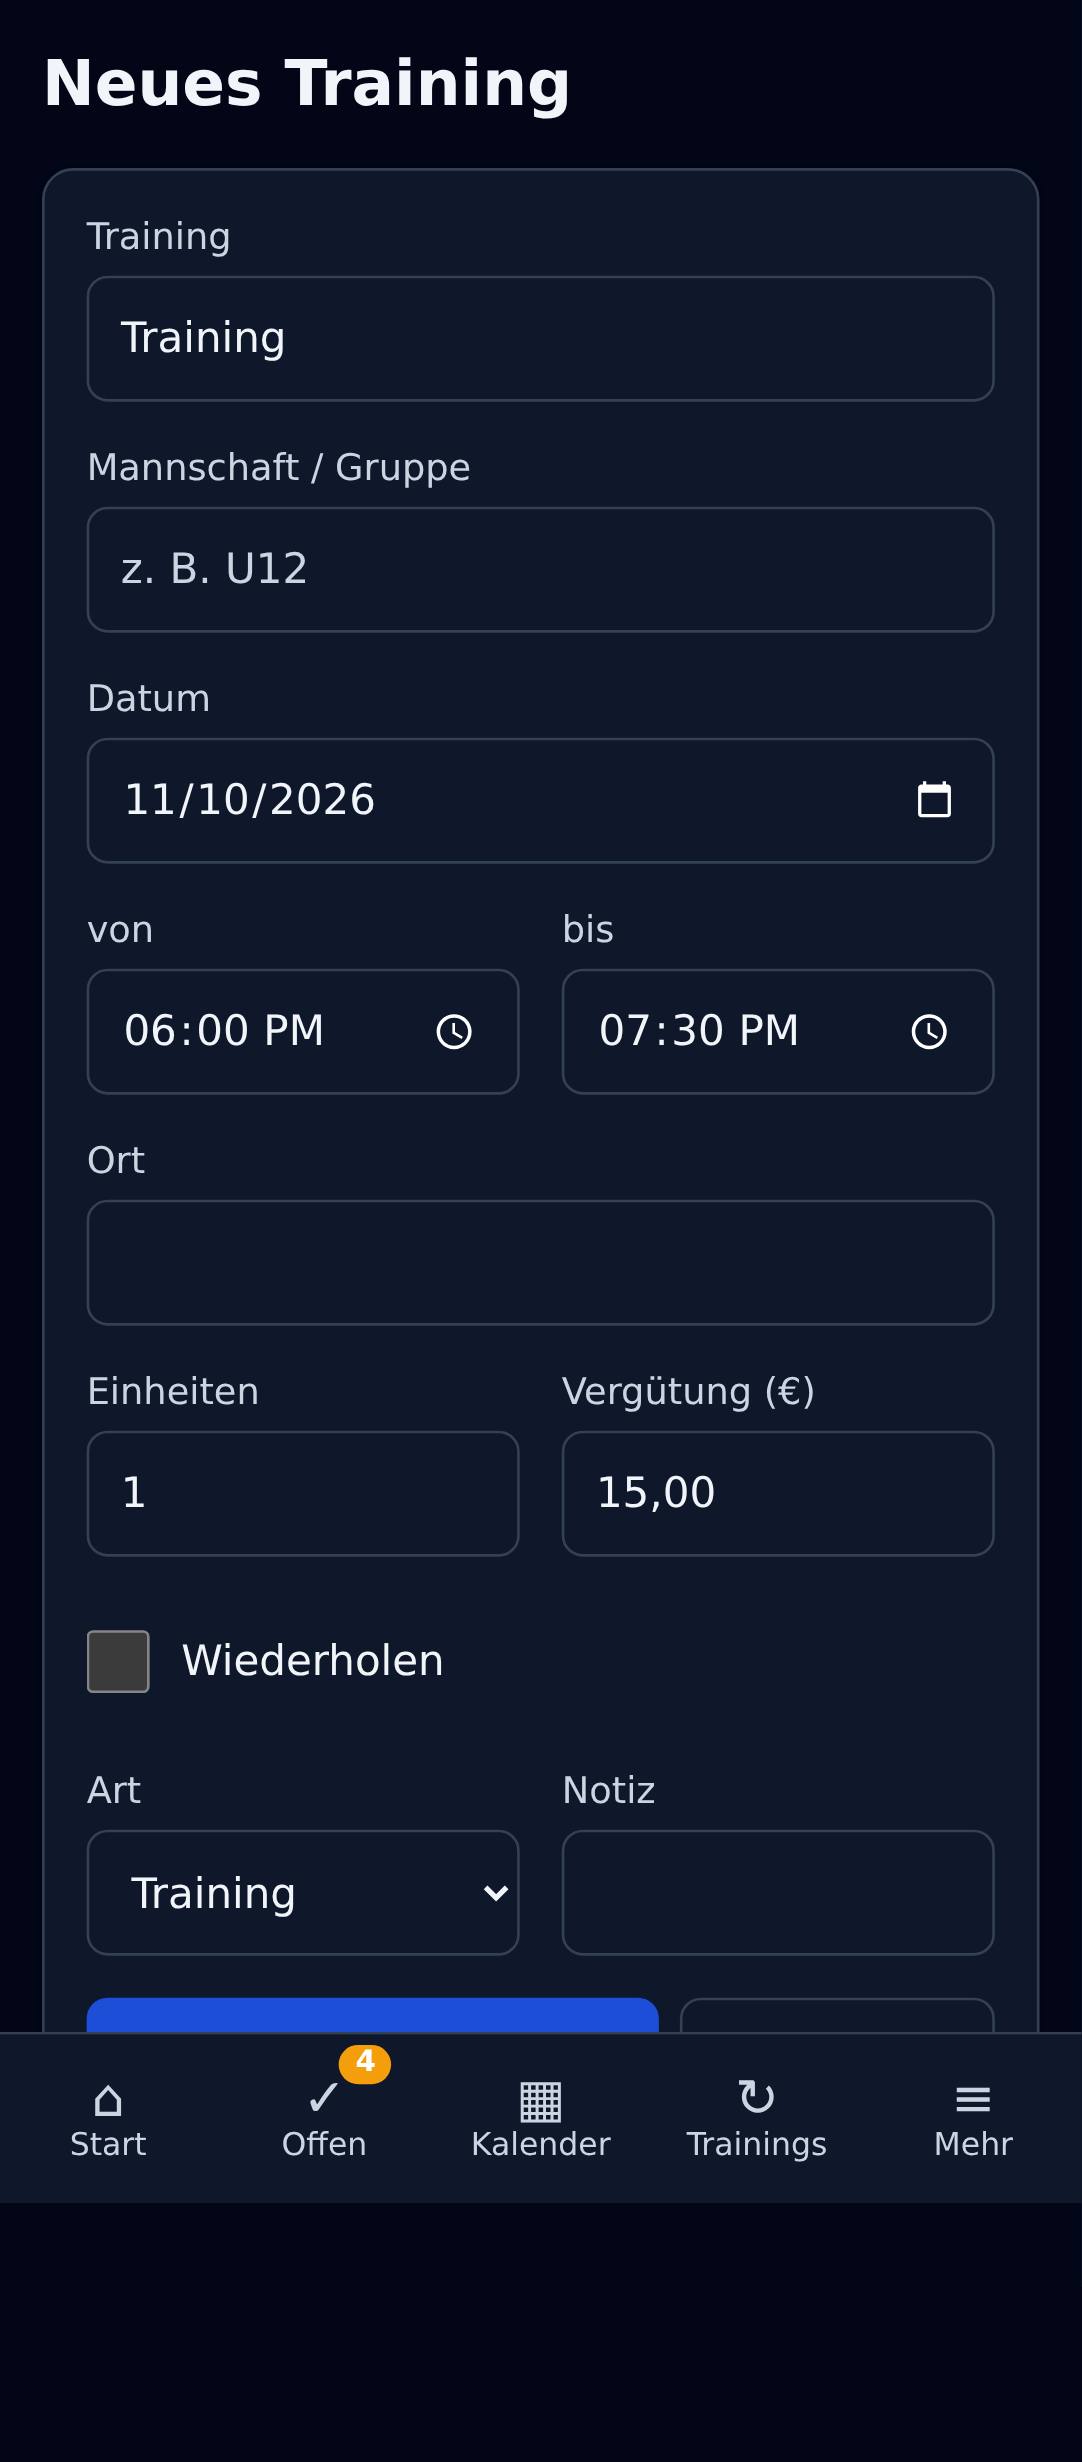 Neues Training
Training
Training
Mannschaft / Gruppe
z. B. U12
Datum
11/10/2026
von bis
06:00 PM 07:30 PM
Ort
Einheiten Vergütung (€)
1 15,00
Wiederholen
Art Notiz
Training
4
Start Offen Kalender Trainings Mehr